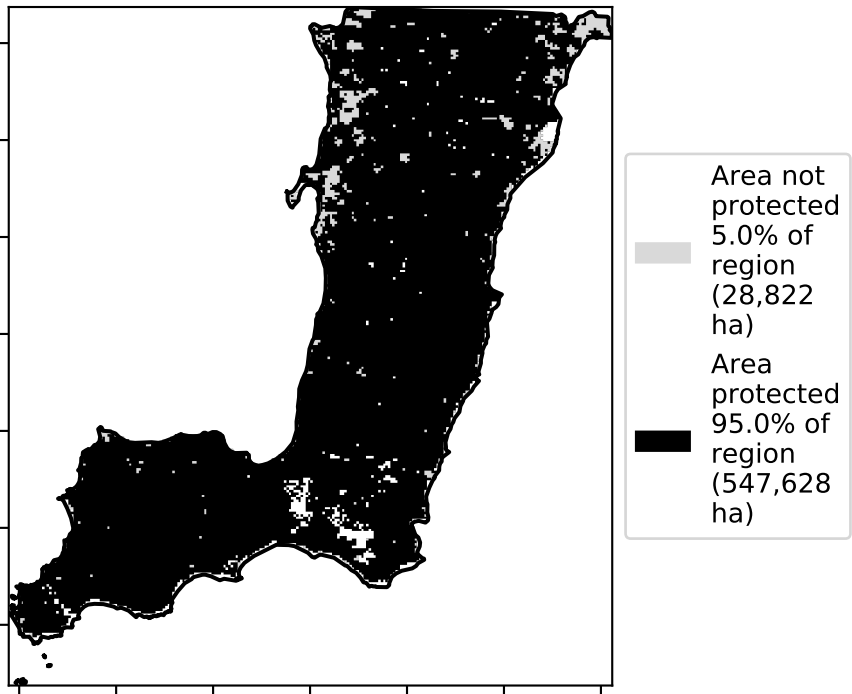 Area not
protected
5.0% of
region
(28,822
ha)
Area
protected
95.0% of
region
(547,628
ha)